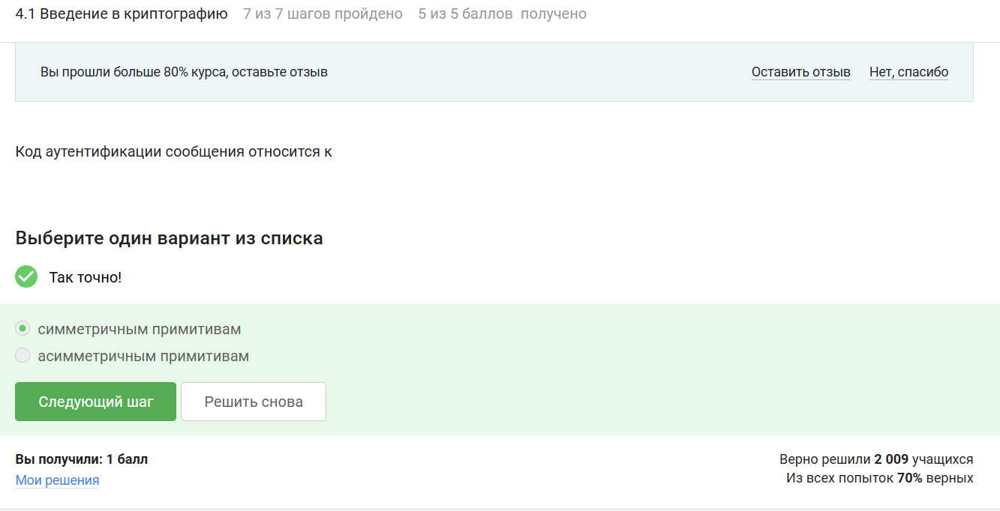 4.1 Введение в криптографию 7 из 7 шагов пройдено 5 из 5 баллов получено
Вы прошли больше 80% курса, оставьте отзыв Оставить отзыв Нет, спасибо
Код аутентификации сообщения относится к
Выберите один вариант из списка
Так точно!
симметричным примитивам
асимметричным примитивам
Следующий шаг Решить снова
Вы получили: 1 балл Верно решили 2 009 учащихся
Мои решения Из всех попыток 70% верных